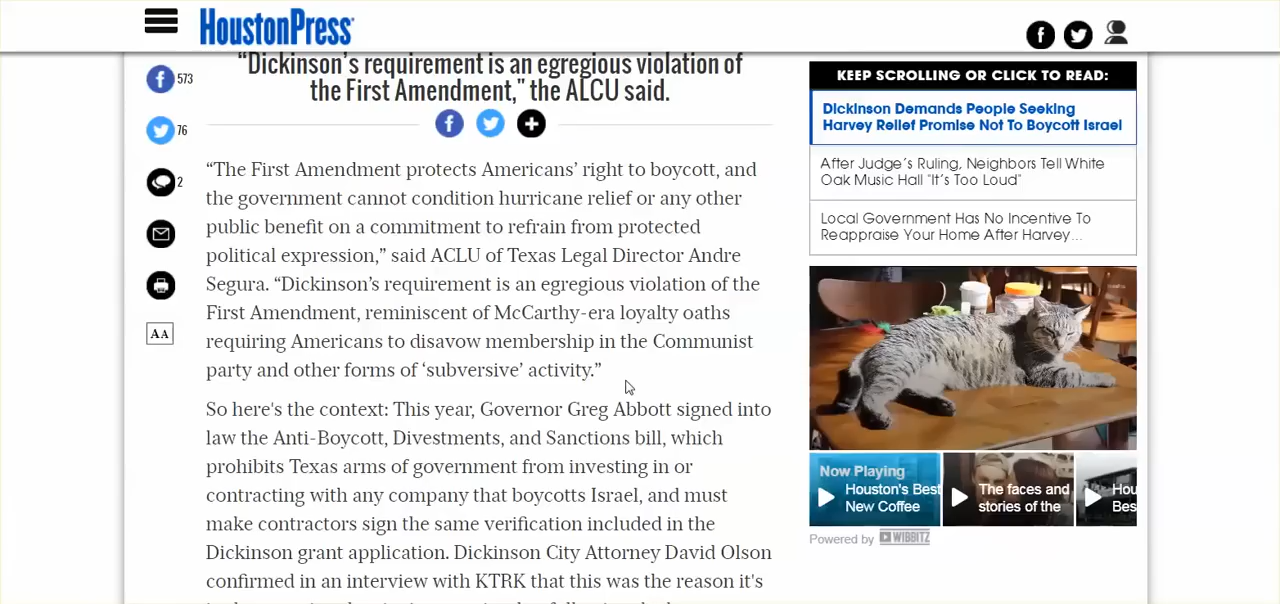 HoustonPress
"Dickinson's requirement is an egregious violation of
the First Amendment," the ALCU said.
573
76
2
AA
“The First Amendment protects Americans’ right to boycott, and
the government cannot condition hurricane relief or any other
public benefit on a commitment to refrain from protected
political expression,” said ACLU of Texas Legal Director Andre
Segura. “Dickinson’s requirement is an egregious violation of the
First Amendment, reminiscent of McCarthy-era loyalty oaths
requiring Americans to disavow membership in the Communist
party and other forms of ‘subversive’ activity.”
So here's the context: This year, Governor Greg Abbott signed into
law the Anti-Boycott, Divestments, and Sanctions bill, which
prohibits Texas arms of government from investing in or
contracting with any company that boycotts Israel, and must
make contractors sign the same verification included in the
Dickinson grant application. Dickinson City Attorney David Olson
confirmed in an interview with KTRK that this was the reason it's
KEEP SCROLLING OR CLICK TO READ:
Dickinson Demands People Seeking
Harvey Relief Promise Not To Boycott Israel
After Judge's Ruling, Neighbors Tell White
Oak Music Hall "It's Too Loud"
Local Government Has No Incentive To
Reappraise Your Home After Harvey...
Now Playing
Houston's Best
New Coffee
The faces and
stories of the
Hou
Bes
Powered by WIBBITZ